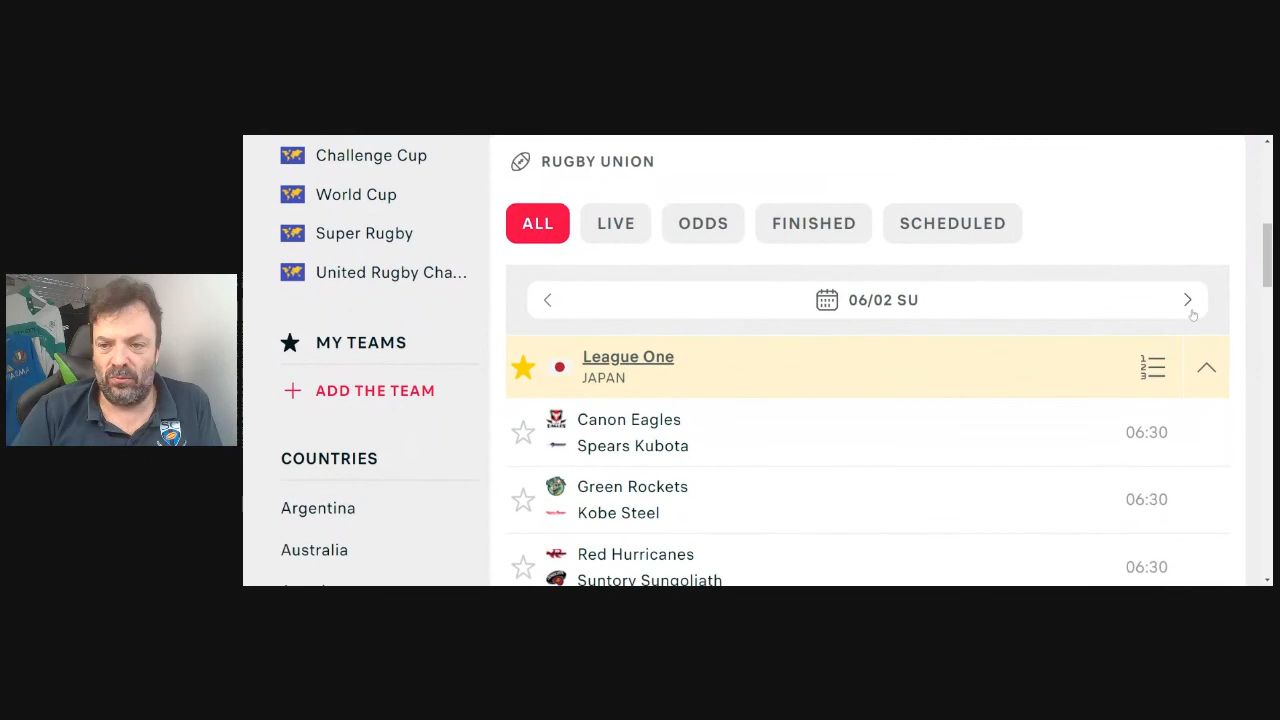 Challenge Cup
World Cup
Super Rugby
United Rugby Cha...
MY TEAMS
ADD THE TEAM
COUNTRIES
Argentina
Australia
RUGBY UNION
ALL LIVE ODDS FINISHED SCHEDULED
06/02 SU
League One
JAPAN
Canon Eagles
Spears Kubota
06:30
Green Rockets
Kobe Steel
06:30
Red Hurricanes
Suntory Sungoliath
06:30